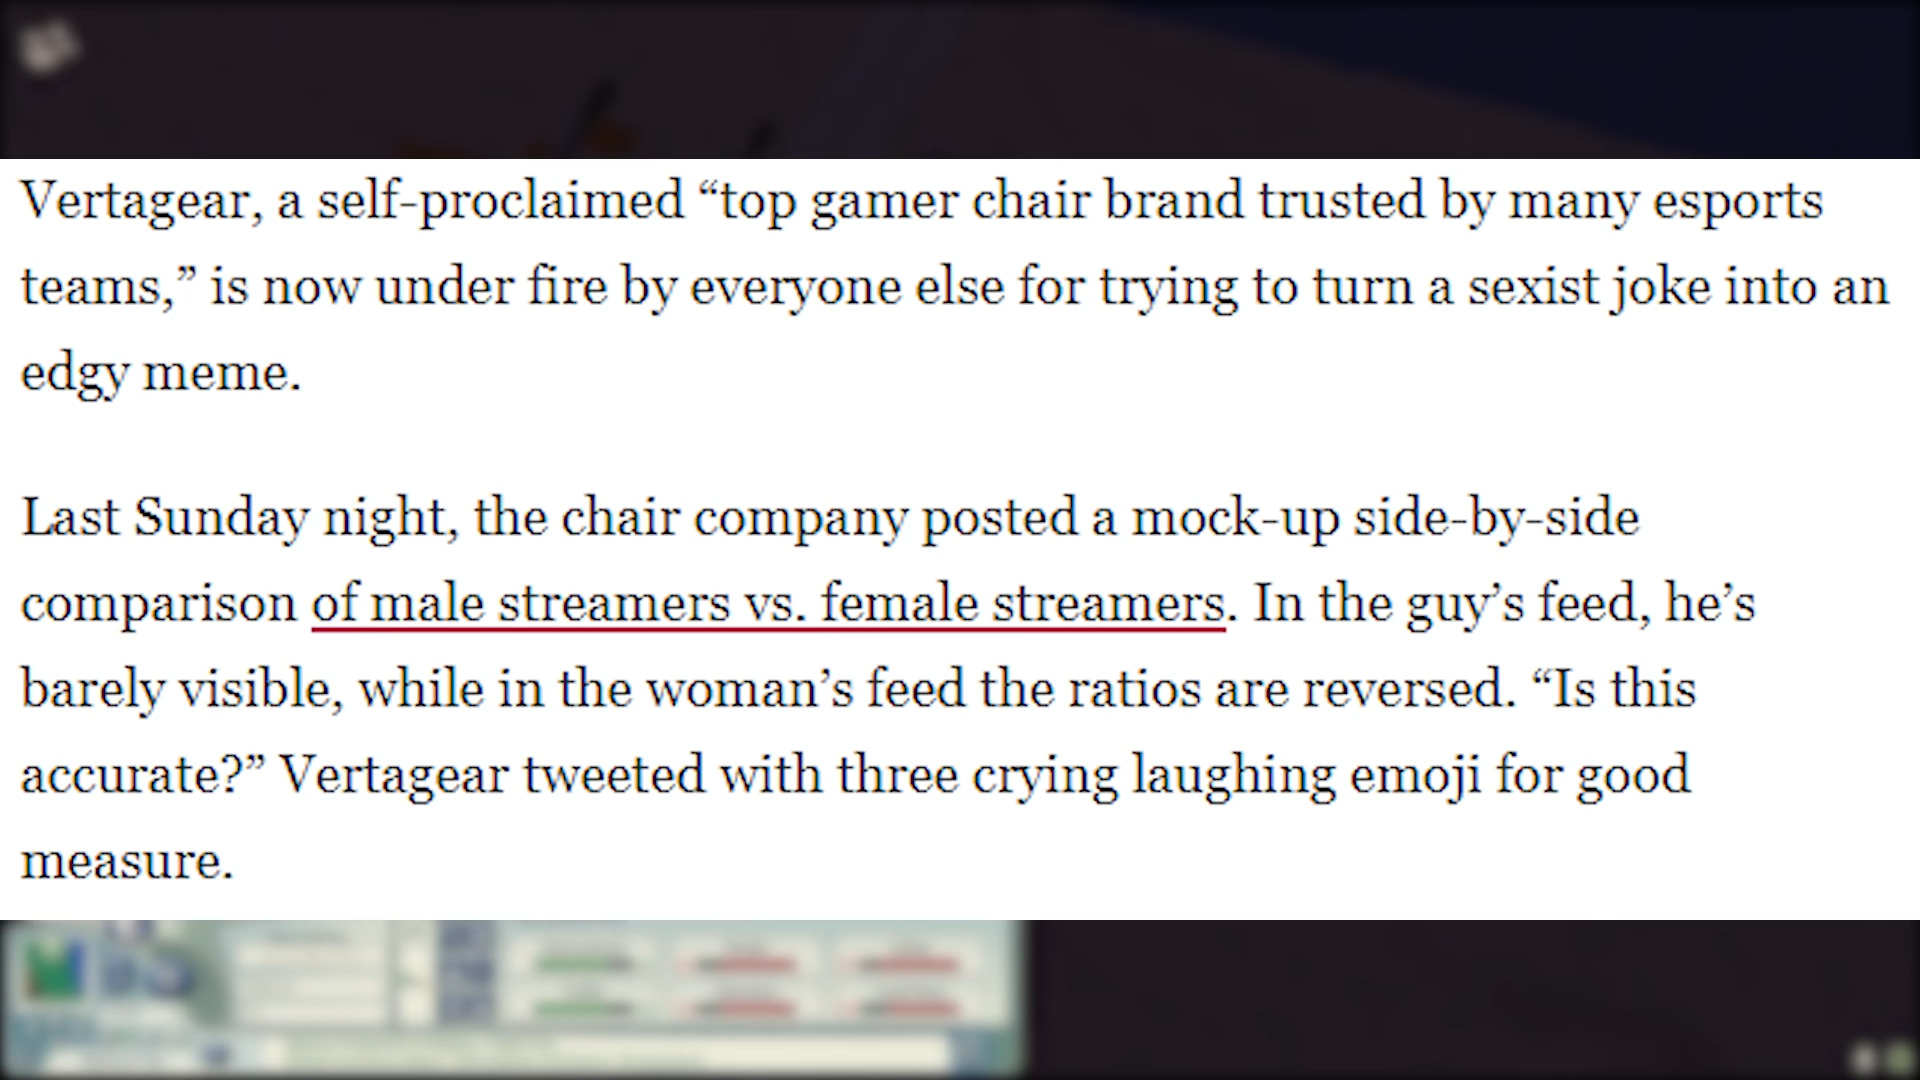 Vertagear, a self-proclaimed “top gamer chair brand trusted by many esports
teams,” is now under fire by everyone else for trying to turn a sexist joke into an
edgy meme.
Last Sunday night, the chair company posted a mock-up side-by-side
comparison of male streamers vs. female streamers. In the guy’s feed, he’s
barely visible, while in the woman’s feed the ratios are reversed. “Is this
accurate?” Vertagear tweeted with three crying laughing emoji for good
measure.